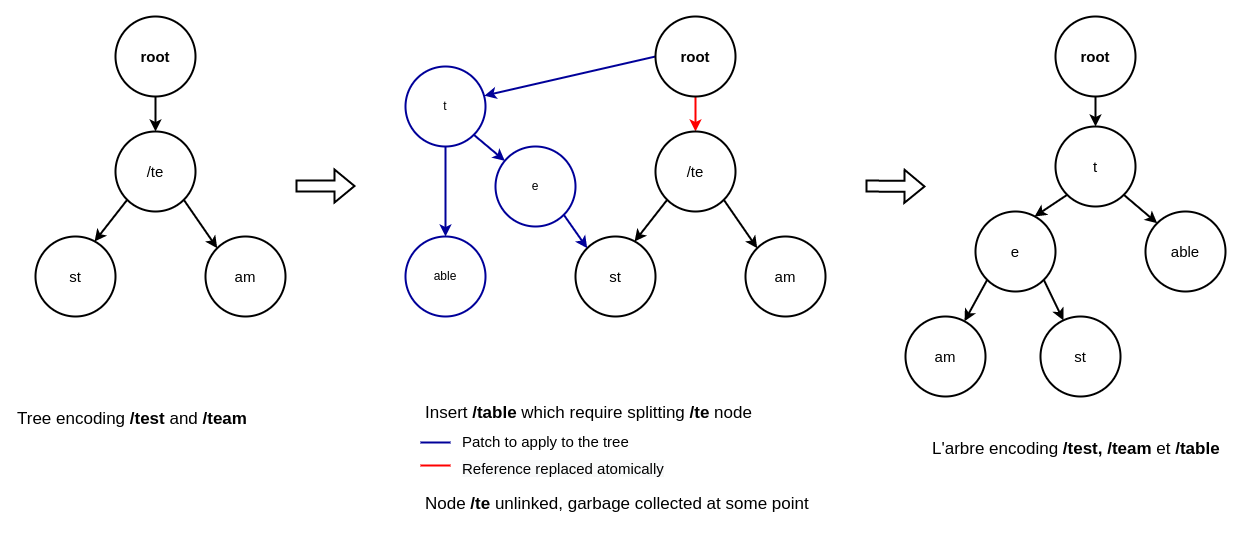 root
/te
st
am
Tree encoding /test and /team
root
t
e
/te
able
st
am
Insert /table which require splitting /te node
Patch to apply to the tree
Reference replaced atomically
Node /te unlinked, garbage collected at some point
root
t
e
able
am
st
L'arbre encoding /test, /team et /table